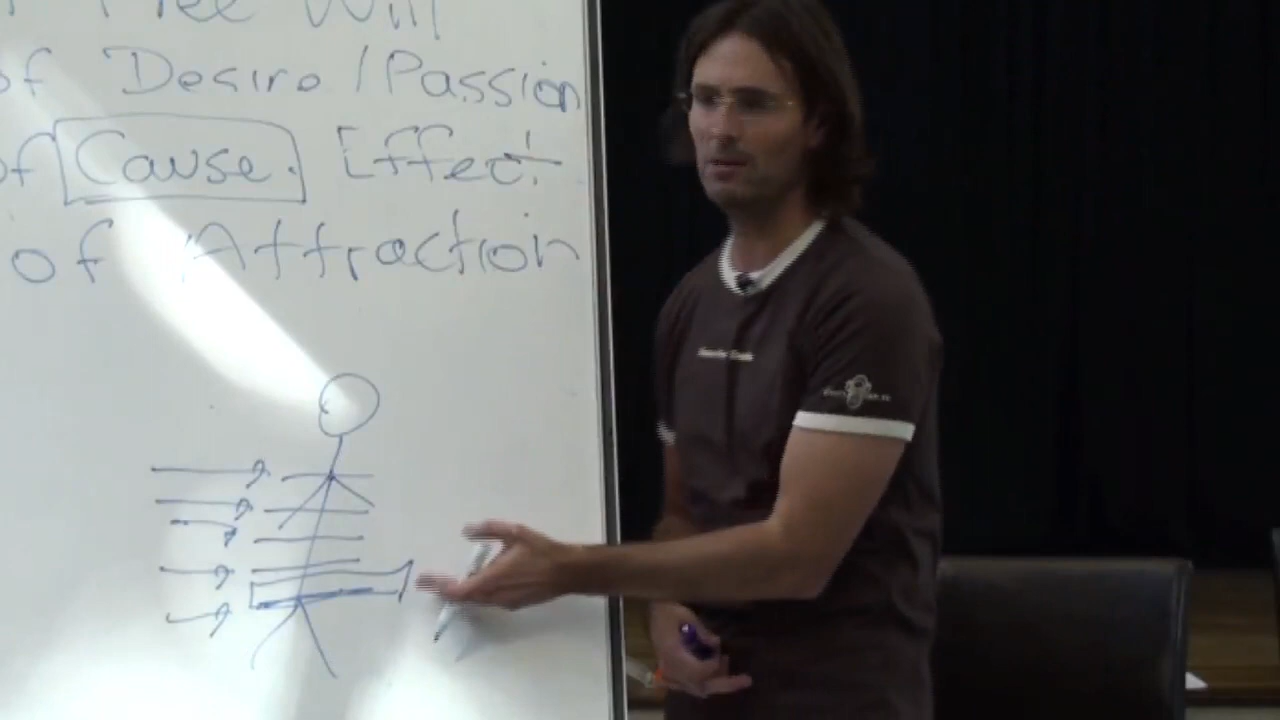 Free Will
of Desire / Passion
of Cause. Effect
of Attraction